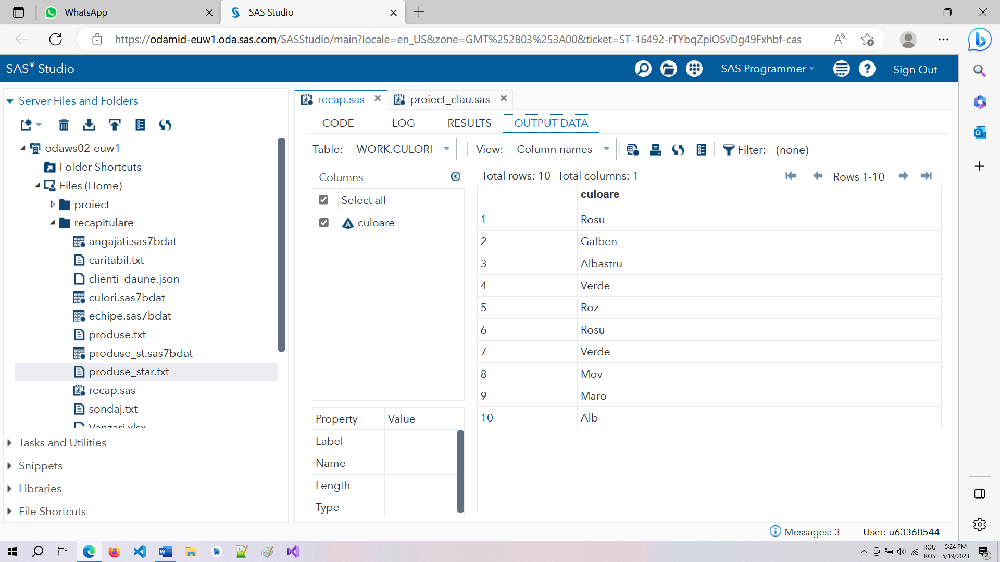 WhatsApp
SAS Studio
https://odamid-euw1.oda.sas.com/SASStudio/main?locale=en_US&zone=GMT%252B03%253A00&ticket=ST-16492-rTYbqZpiOSvDg49Fxhbf-cas
SAS® Studio
SAS Programmer
Sign Out
Server Files and Folders
odaws02-euw1
Folder Shortcuts
Files (Home)
proiect
recapitulare
angajati.sas7bdat
caritabil.txt
clienti_daune.json
culori.sas7bdat
echipe.sas7bdat
produse.txt
produse_st.sas7bdat
produse_star.txt
recap.sas
sondaj.txt
Vanzari.xlsx
Tasks and Utilities
Snippets
Libraries
File Shortcuts
recap.sas
proiect_clau.sas
CODE LOG RESULTS OUTPUT DATA
Table: WORK.CULORI View: Column names Filter: (none)
Columns
Select all
culoare
Property Value
Label
Name
Length
Type
Total rows: 10 Total columns: 1 Rows 1-10
culoare
1 Rosu
2 Galben
3 Albastru
4 Verde
5 Roz
6 Rosu
7 Verde
8 Mov
9 Maro
10 Alb
Messages: 3 User: u63368544
ROU
ROS
5:24 PM
5/19/2023
2